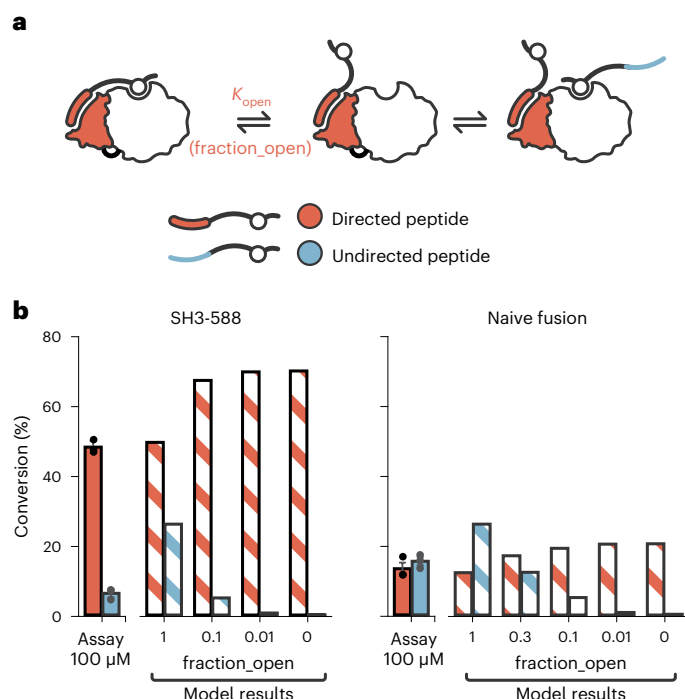 a
Kopen
(fraction_open)
Directed peptide
Undirected peptide
b
SH3-588
Naive fusion
Conversion (%)
80
60
40
20
0
Assay
100 µM
1
0.1
0.01
0
fraction_open
Model results
Assay
100 µM
1
0.3
0.1
0.01
0
fraction_open
Model results